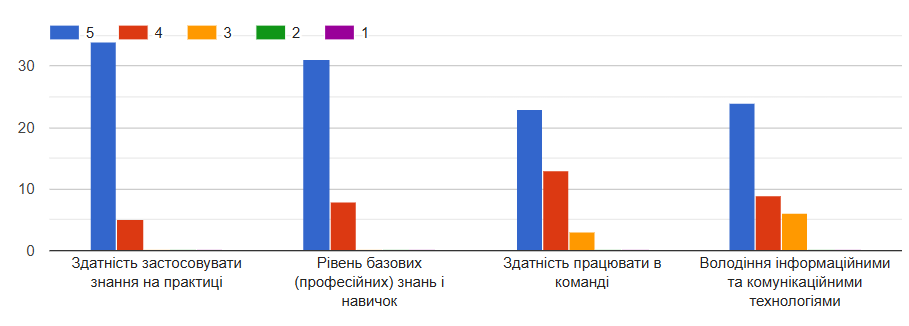 5 4 3 2 1
30
20
10
0
Здатність застосовувати
знання на практиці
Рівень базових
(професійних) знань і
навичок
Здатність працювати в
команді
Володіння інформаційними
та комунікаційними
технологіями